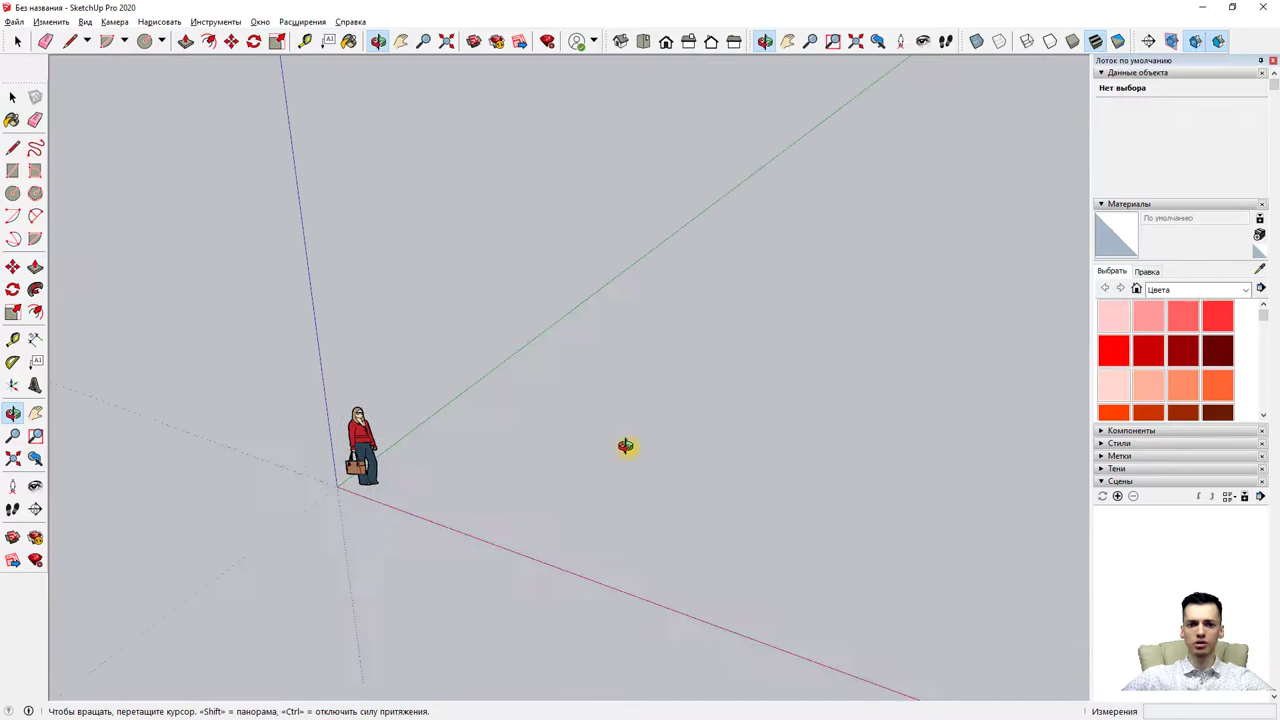 Без названия - SketchUp Pro 2020
Файл Изменить Вид Камера Нарисовать Инструменты Окно Расширения Справка
Лоток по умолчанию
Данные объекта
Нет выбора
Материалы
По умолчанию
Выбрать Правка
Цвета
Компоненты
Стили
Метки
Тени
Сцены
Чтобы вращать, перетащите курсор. «Shift» = панорама, «Ctrl» = отключить силу притяжения.
Измерения